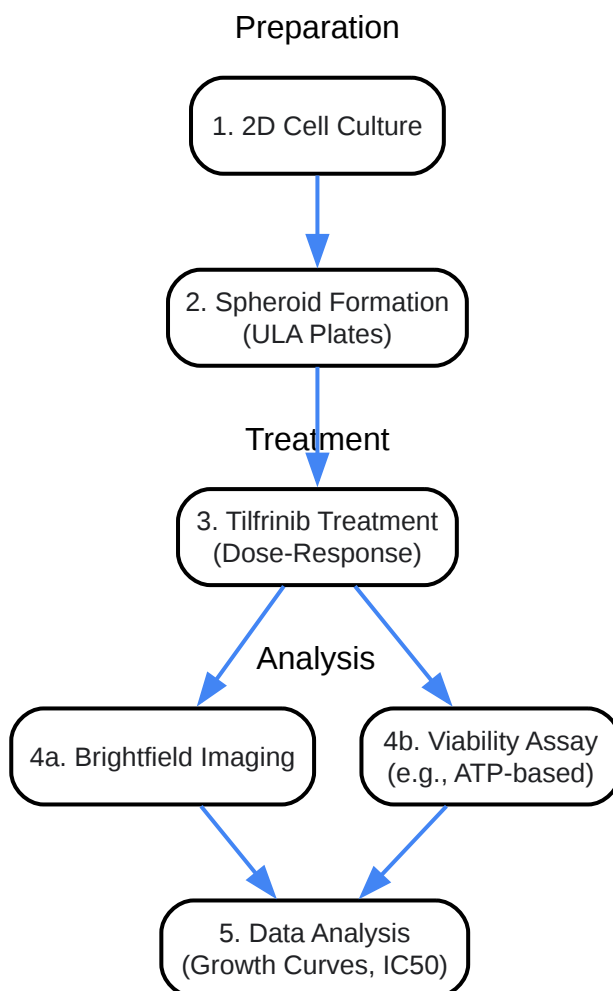 Preparation
1. 2D Cell Culture
2. Spheroid Formation
(ULA Plates)
Treatment
3. Tilfrinib Treatment
(Dose-Response)
Analysis
4a. Brightfield Imaging
4b. Viability Assay
(e.g., ATP-based)
5. Data Analysis
(Growth Curves, IC50)